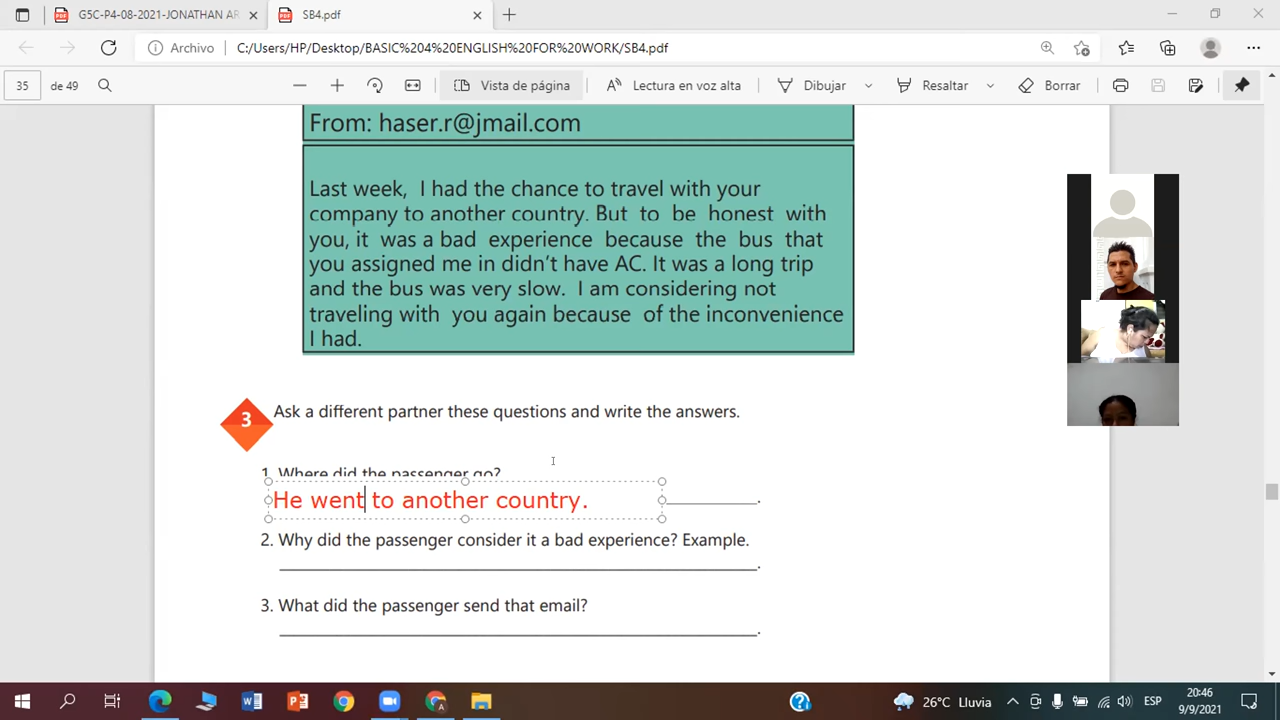 G5C-P4-08-2021-JONATHAN AR
SB4.pdf
Archivo
C:/Users/HP/Desktop/BASIC%204%20ENGLISH%20FOR%20WORK/SB4.pdf
35 de 49
Vista de página
Lectura en voz alta
Dibujar
Resaltar
Borrar
From: haser.r@jmail.com
Last week, I had the chance to travel with your
company to another country. But to be honest with
you, it was a bad experience because the bus that
you assigned me in didn't have AC. It was a long trip
and the bus was very slow. I am considering not
traveling with you again because of the inconvenience
I had.
3
Ask a different partner these questions and write the answers.
1. Where did the passenger go?
He went to another country.
2. Why did the passenger consider it a bad experience? Example.
3. What did the passenger send that email?
26°C Lluvia
ESP
20:46
9/9/2021